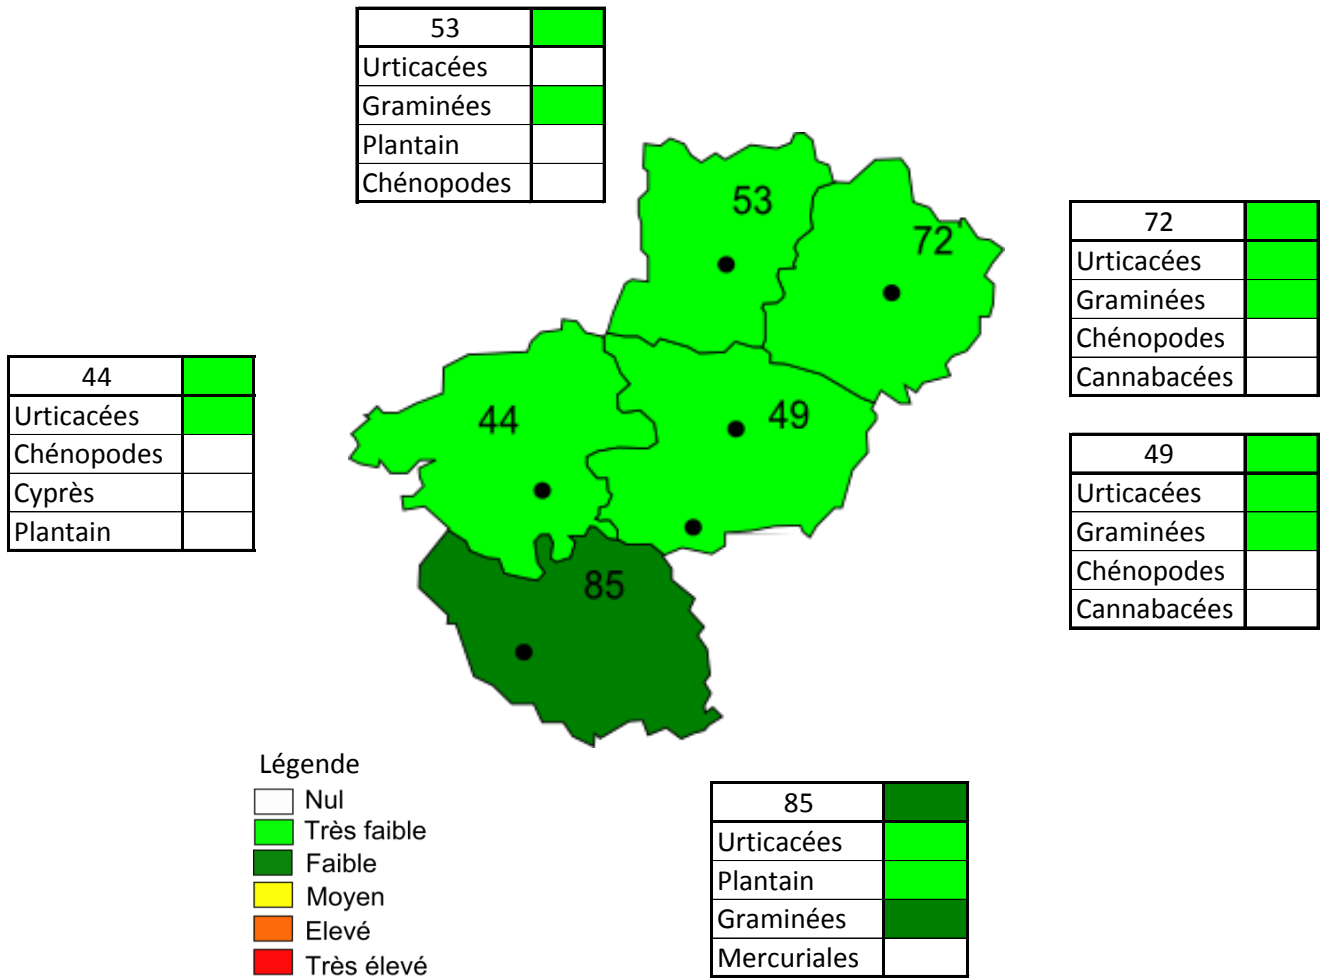 53
Urticacées
Graminées
Plantain
Chénopodes
53
72
72
Urticacées
Graminées
Chénopodes
Cannabacées
44
Urticacées
Chénopodes
Cyprès
Plantain
44
49
49
Urticacées
Graminées
Chénopodes
Cannabacées
85
Légende
Nul
Très faible
Faible
Moyen
Elevé
Très élevé
85
Urticacées
Plantain
Graminées
Mercuriales